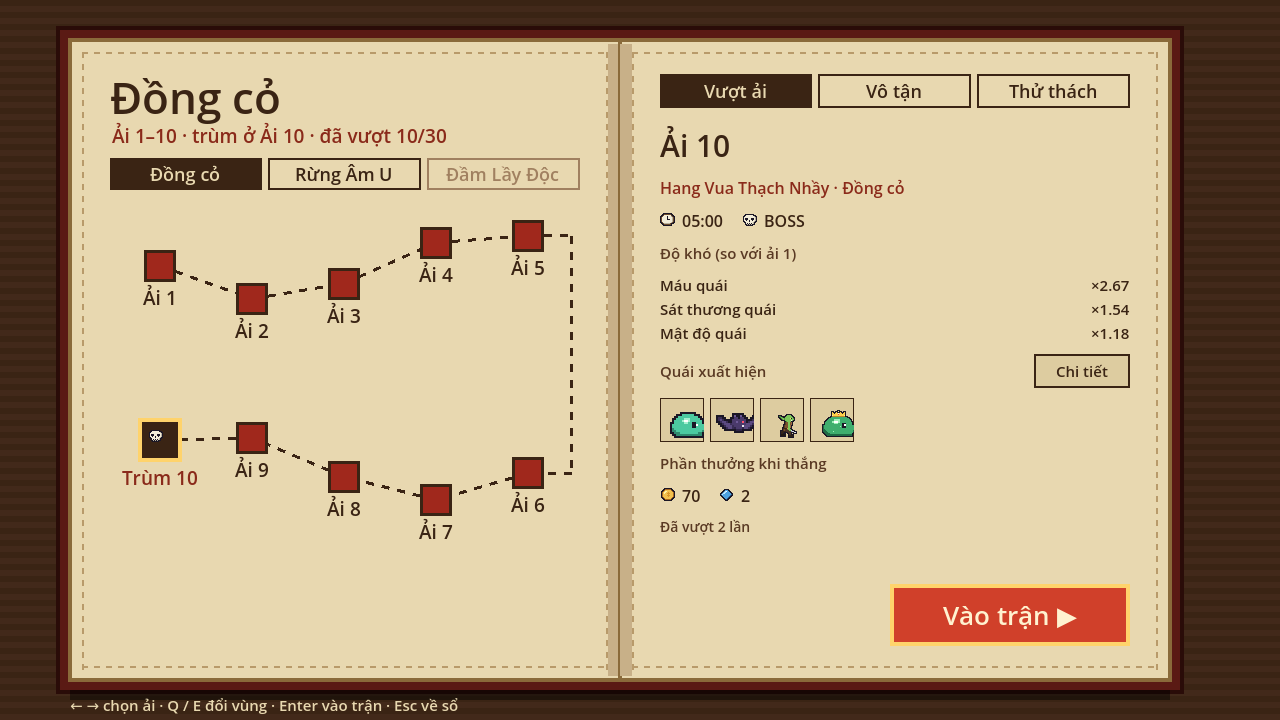 Đồng cỏ
Ải 1–10 · trùm ở Ải 10 · đã vượt 10/30
Đồng cỏ
Rừng Âm U
Đầm Lầy Độc
Ải 1
Ải 2
Ải 3
Ải 4
Ải 5
Trùm 10
Ải 9
Ải 8
Ải 7
Ải 6
Vượt ải
Vô tận
Thử thách
Ải 10
Hang Vua Thạch Nhầy · Đồng cỏ
05:00 BOSS
Độ khó (so với ải 1)
Máu quái ×2.67
Sát thương quái ×1.54
Mật độ quái ×1.18
Quái xuất hiện
Chi tiết
Phần thưởng khi thắng
70 2
Đã vượt 2 lần
Vào trận ▶
← → chọn ải · Q / E đổi vùng · Enter vào trận · Esc về sổ